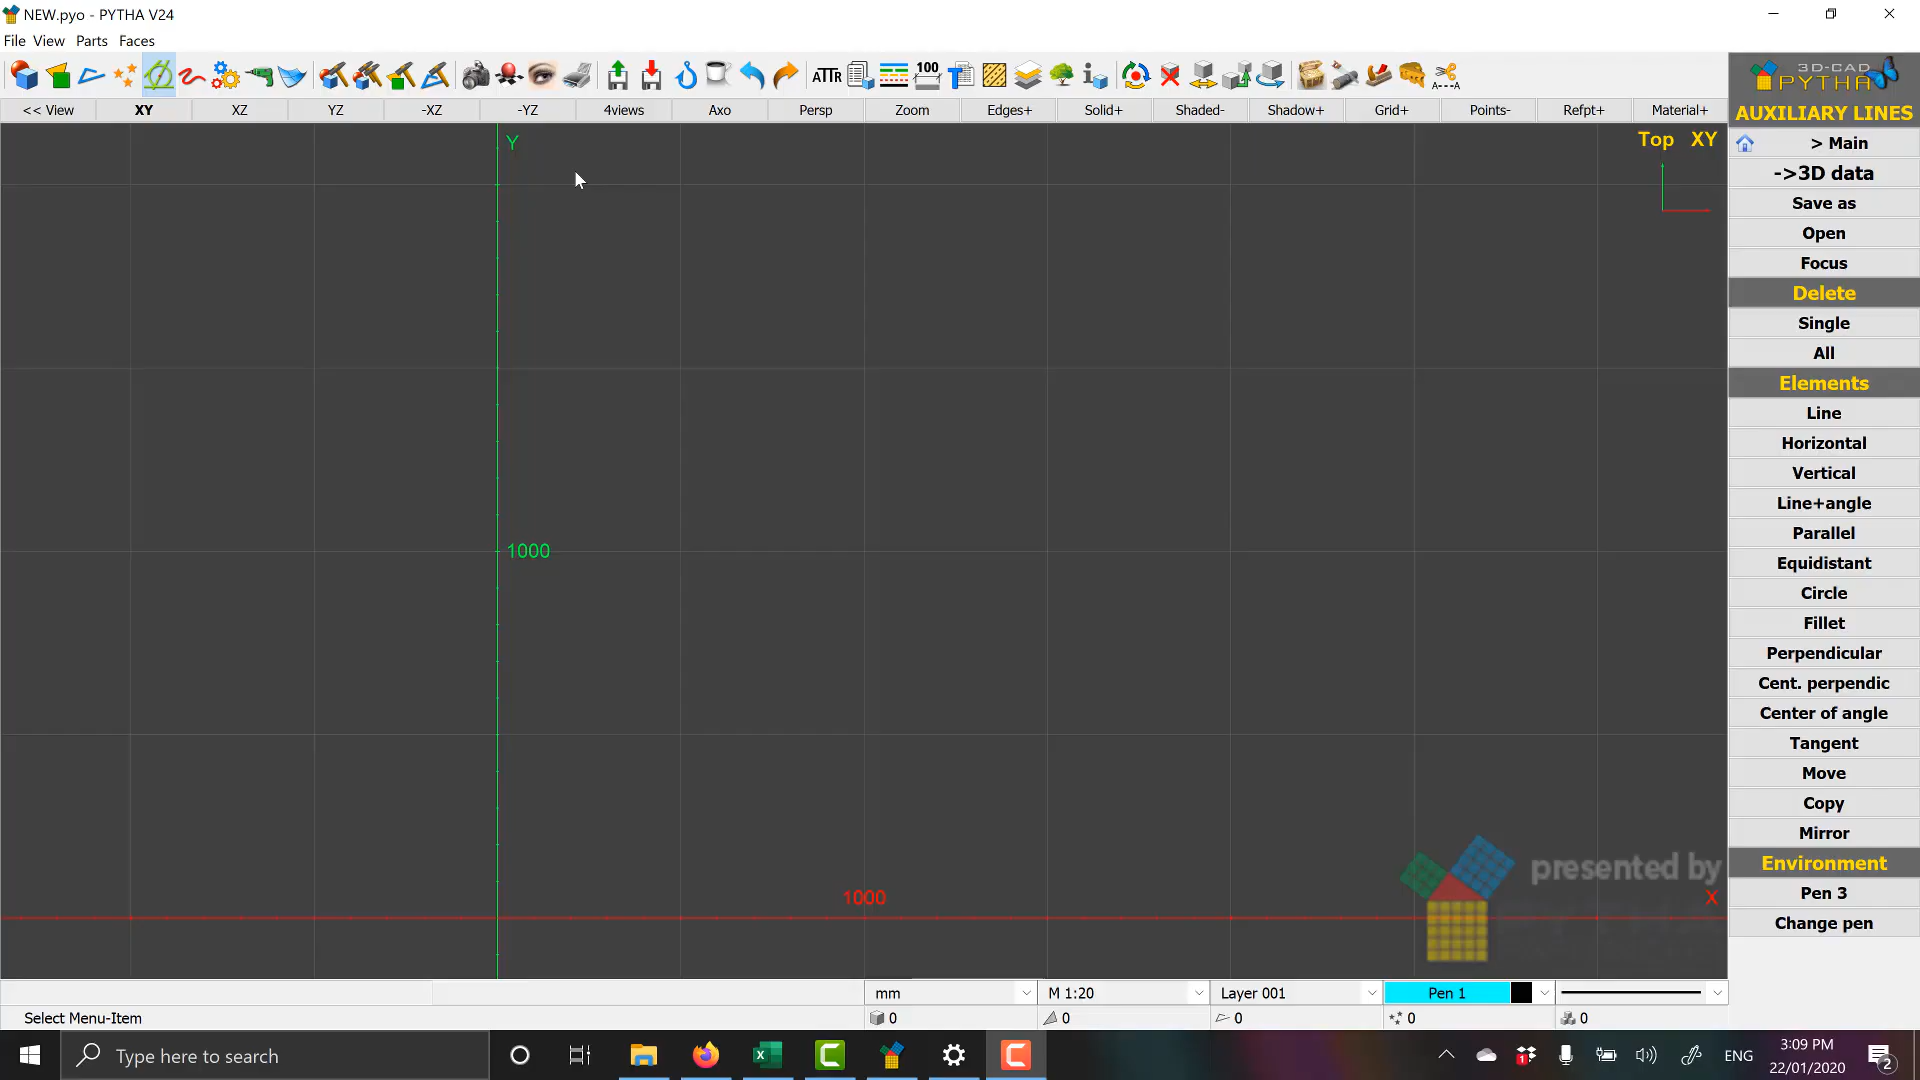 NEW.pyo - PYTHA V24
File View Parts Faces
ATTR 100 A----A
3D-CAD
PYTHA
<< View XY XZ YZ -XZ -YZ 4views Axo Persp Zoom Edges+ Solid+ Shaded- Shadow+ Grid+ Points- Refpt+ Material+
AUXILIARY LINES
Top XY
Y
> Main
->3D data
Save as
Open
Focus
Delete
Single
All
Elements
Line
Horizontal
Vertical
Line+angle
Parallel
1000
Equidistant
Circle
Fillet
Perpendicular
Cent. perpendic
Center of angle
Tangent
Move
Copy
Mirror
Environment
presented by
1000
X
Pen 3
Change pen
mm M 1:20 Layer 001 Pen 1
Select Menu-Item 0 0 0 0 0
Type here to search
1 ENG 3:09 PM
22/01/2020
2